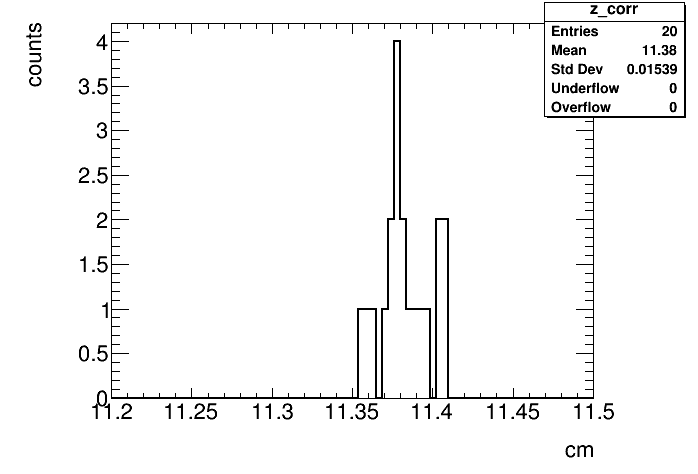 z_corr
Entries 20
Mean 11.38
Std Dev 0.01539
Underflow 0
Overflow 0
counts
4
3.5
3
2.5
2
1.5
1
0.5
0
11.2 11.25 11.3 11.35 11.4 11.45 11.5
cm